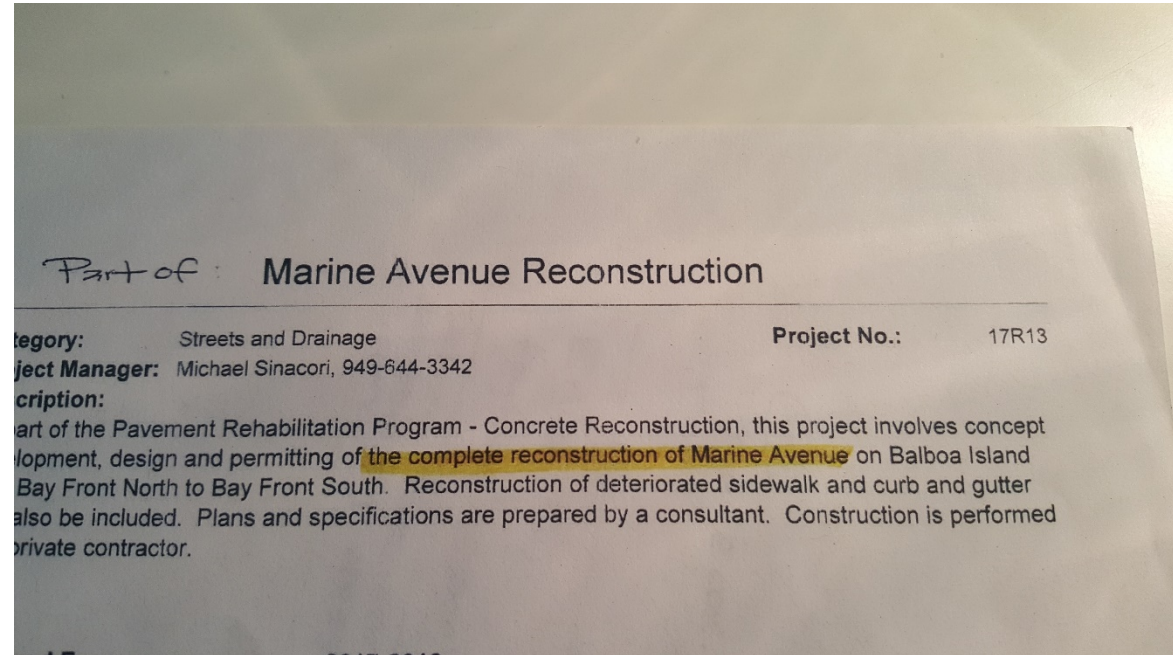 Part of : Marine Avenue Reconstruction
tegory: Streets and Drainage Project No.: 17R13
ject Manager: Michael Sinacori, 949-644-3342
cription:
art of the Pavement Rehabilitation Program - Concrete Reconstruction, this project involves concept
lopment, design and permitting of the complete reconstruction of Marine Avenue on Balboa Island
Bay Front North to Bay Front South. Reconstruction of deteriorated sidewalk and curb and gutter
also be included. Plans and specifications are prepared by a consultant. Construction is performed
private contractor.